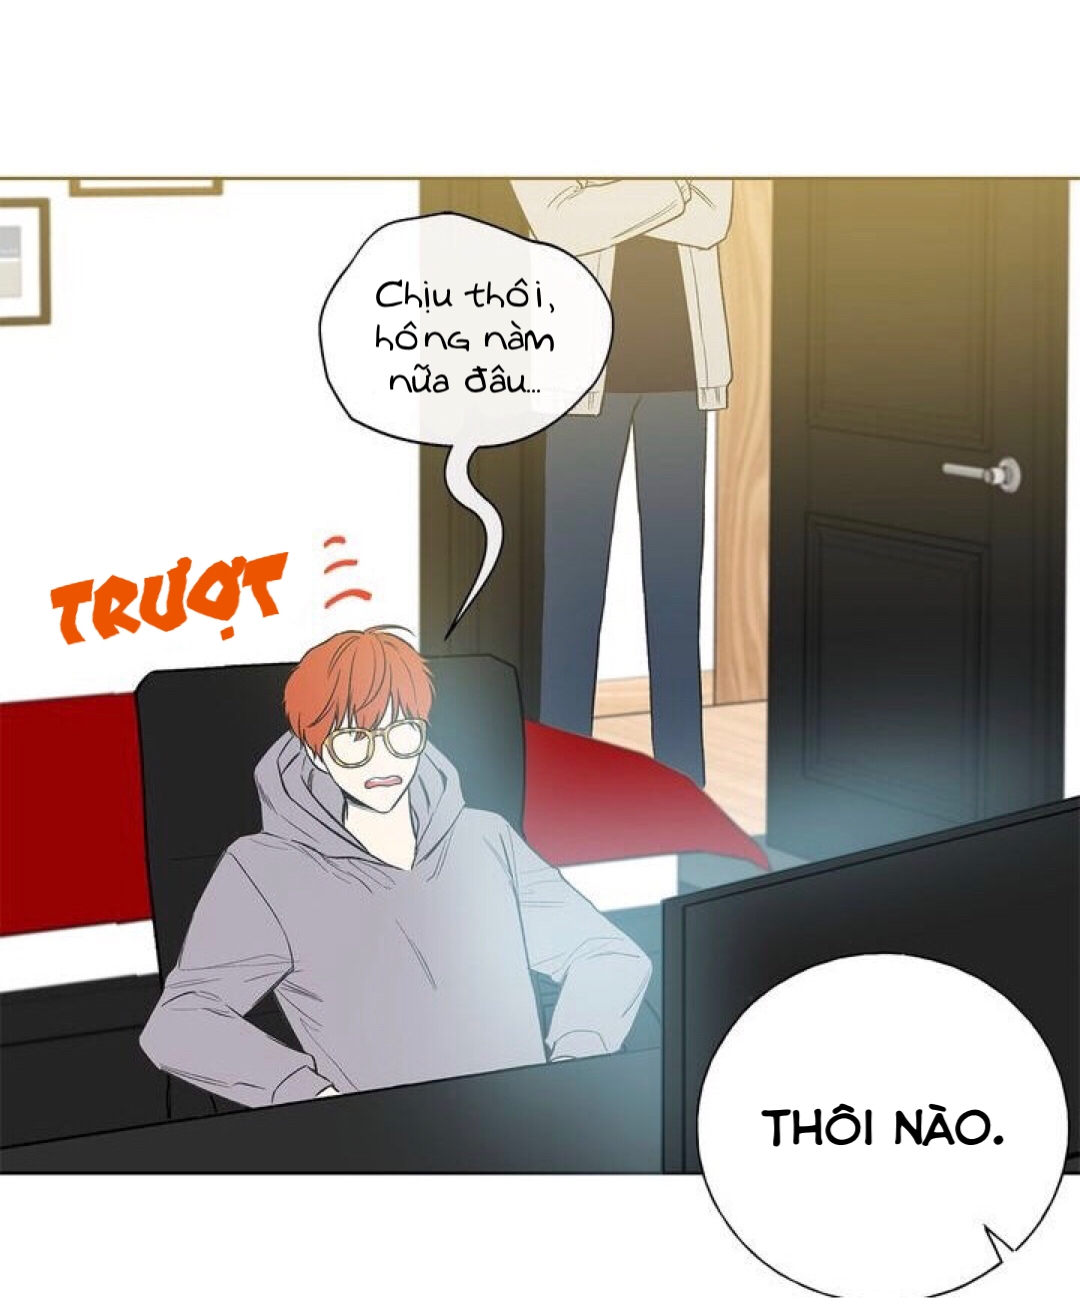 Chịu thôi,
hông nàm
nữa đâu...
TRƯỢT
THÔI NÀO.